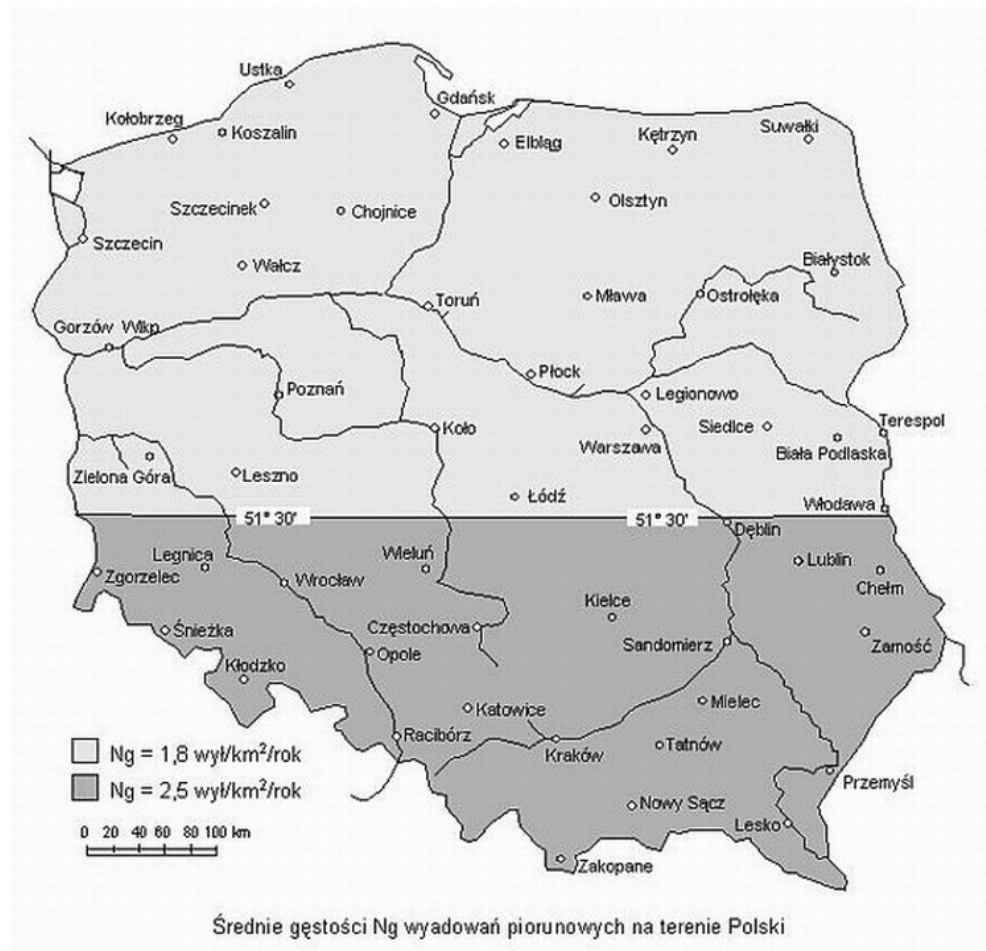 Ustka
Gdańsk
Kołobrzeg
Koszalin
Elbląg
Kętrzyn
Suwałki
Szczecinek
Chojnice
Olsztyn
Szczecin
Wałcz
Białystok
Toruń
Mława
Ostrołęka
Gorzów Wlkp
Płock
Poznań
Legionowo
Koło
Warszawa
Siedlce
Terespol
Biała Podlaska
Zielona Góra
Leszno
Łódź
Włodawa
51° 30'
51° 30'
Dęblin
Legnica
Wieluń
Lublin
Zgorzelec
Wrocław
Chełm
Kielce
Śnieżka
Częstochowa
Sandomierz
Zamość
Opole
Kłodzko
Katowice
Mielec
Racibórz
Kraków
Tatnów
Przemyśl
Nowy Sącz
Lesko
Zakopane
Ng = 1,8 wył/km²/rok
Ng = 2,5 wył/km²/rok
0 20 40 60 80 100 km
Średnie gęstości Ng wyadowań piorunowych na terenie Polski